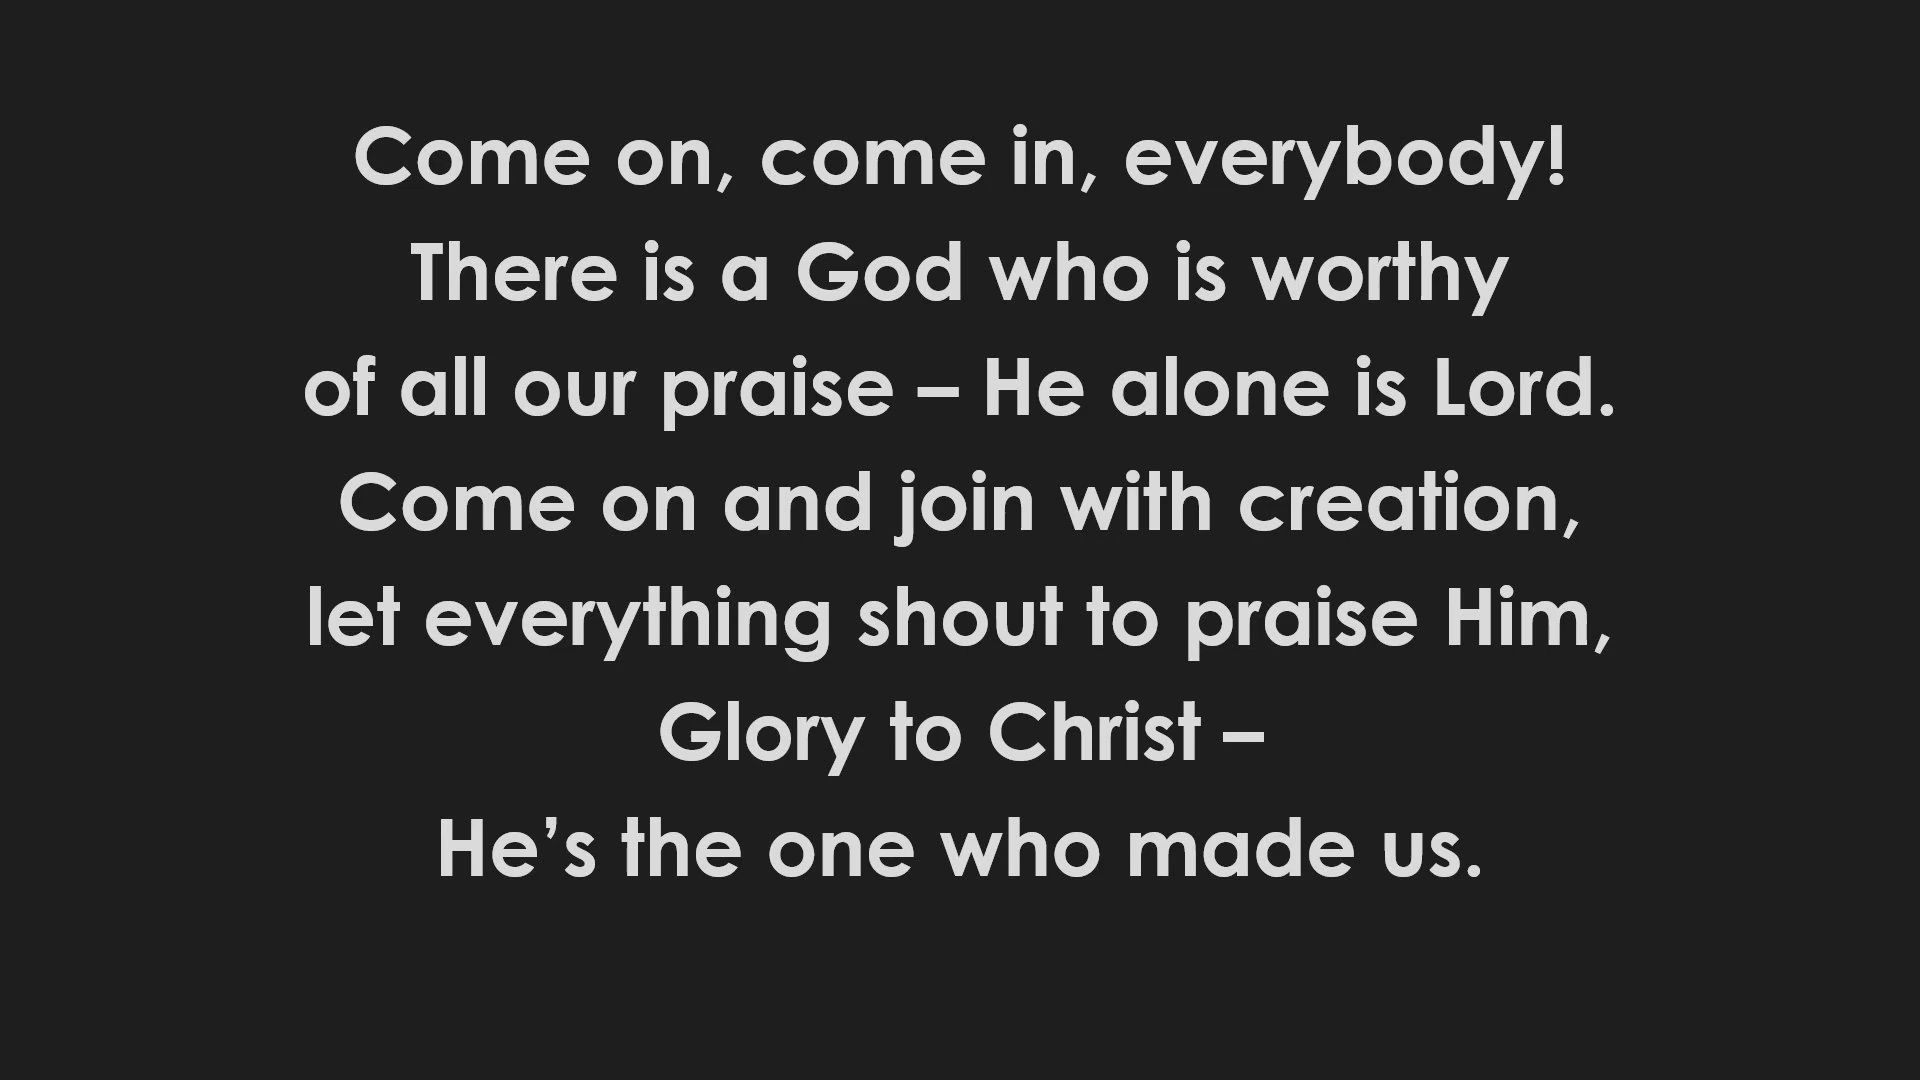 Come on, come in, everybody!
There is a God who is worthy
of all our praise – He alone is Lord.
Come on and join with creation,
let everything shout to praise Him,
Glory to Christ –
He’s the one who made us.